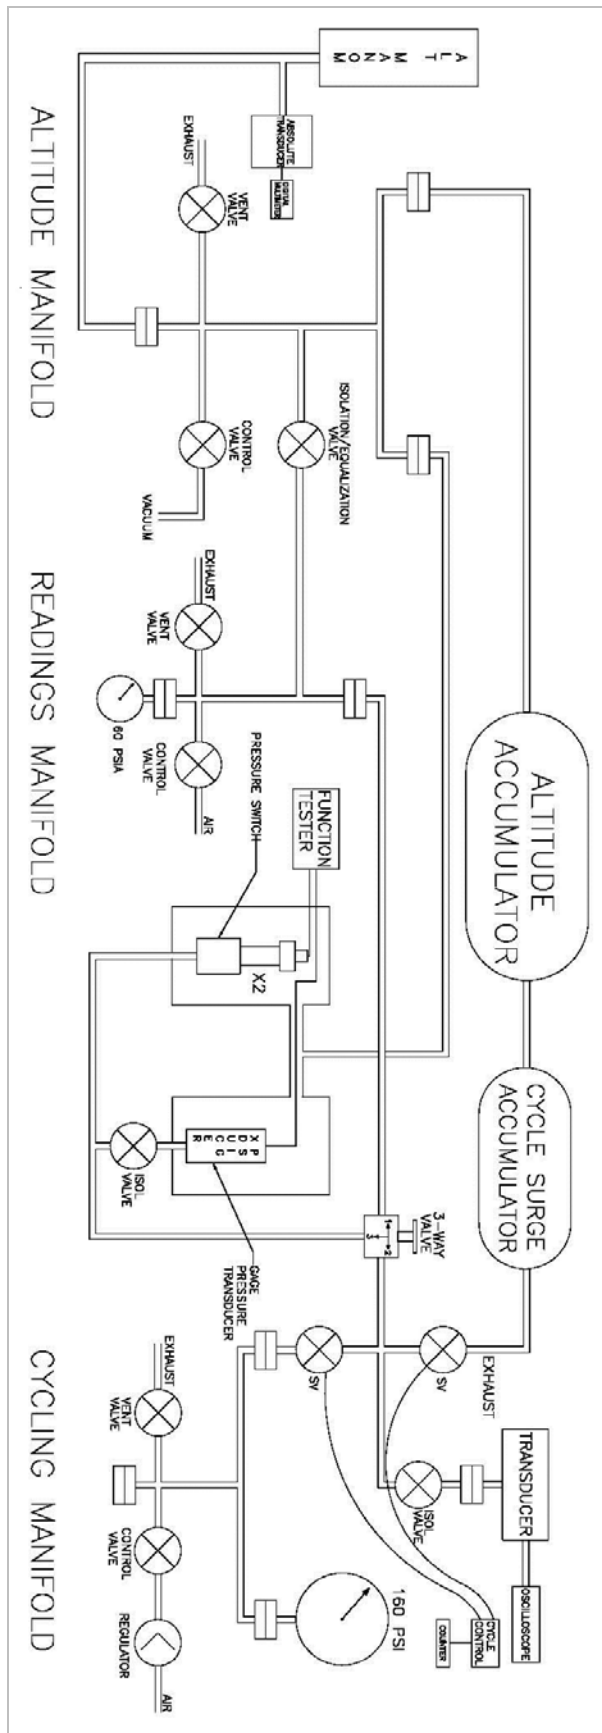 ALT MANOM
ABSOLUTE
TRANSDUCER
DIGITAL
MULTIMETER
EXHAUST
VENT
VALVE
CONTROL
VALVE
VACUUM
ISOLATION/EQUALIZATION
VALVE
ALTITUDE MANIFOLD
ALTITUDE
ACCUMULATOR
CYCLE SURGE
ACCUMULATOR
EXHAUST
VENT
VALVE
60 PSIA
CONTROL
VALVE
AIR
READINGS MANIFOLD
PRESSURE SWITCH
FUNCTION
TESTER
X2
PSIG
XDUCER
ISOL
VALVE
GAGE
PRESSURE
TRANSDUCER
3-WAY
VALVE
1 2
3
SV
SV
EXHAUST
TRANSDUCER
OSCILLOSCOPE
ISOL
VALVE
CYCLE
CONTROL
COUNTER
160 PSI
EXHAUST
VENT
VALVE
CONTROL
VALVE
REGULATOR
AIR
CYCLING MANIFOLD